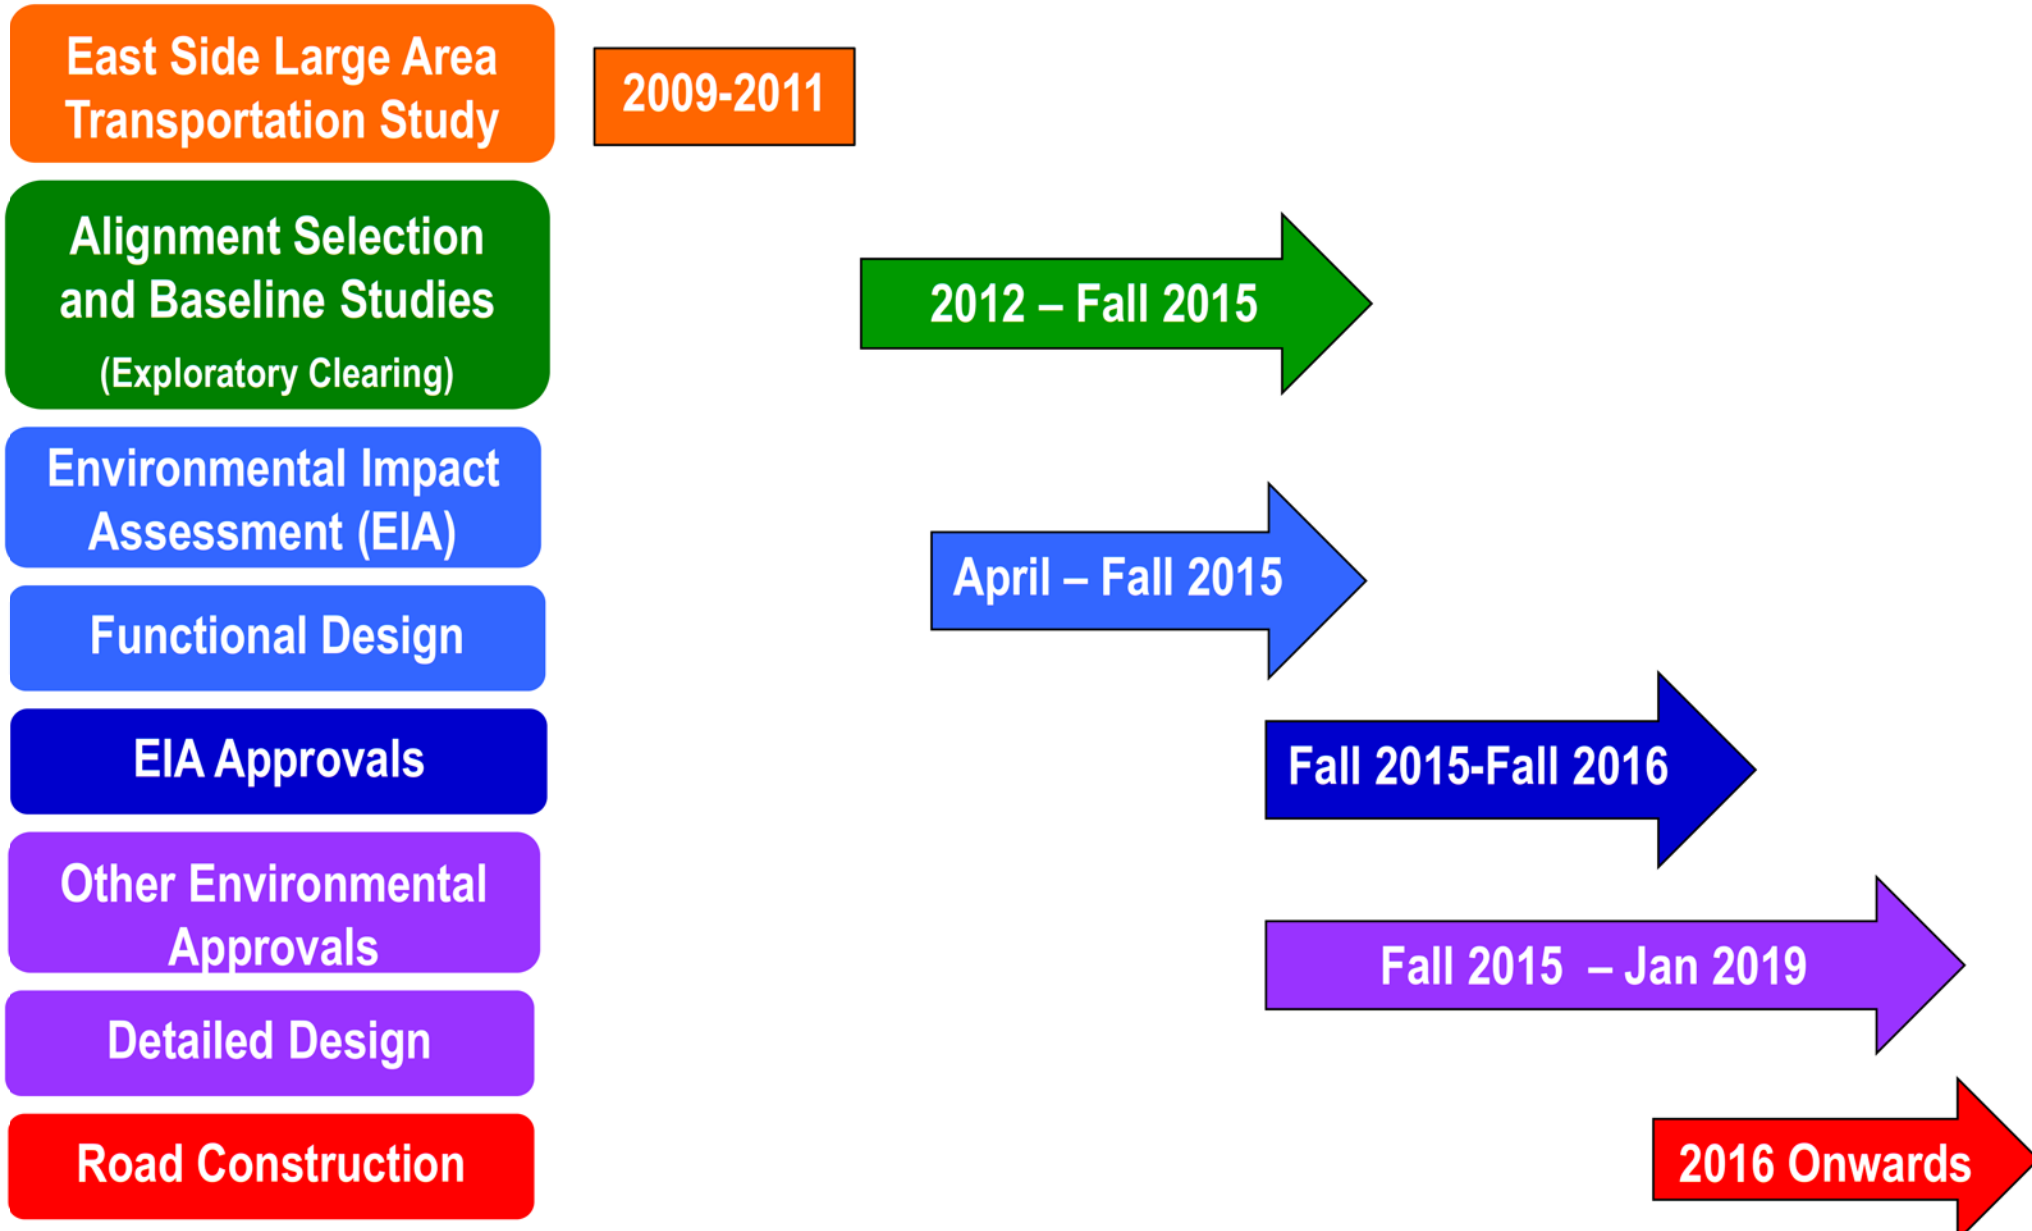 East Side Large Area
Transportation Study
2009-2011
Alignment Selection
and Baseline Studies
(Exploratory Clearing)
2012 – Fall 2015
Environmental Impact
Assessment (EIA)
April – Fall 2015
Functional Design
EIA Approvals
Fall 2015-Fall 2016
Other Environmental
Approvals
Fall 2015 – Jan 2019
Detailed Design
Road Construction
2016 Onwards